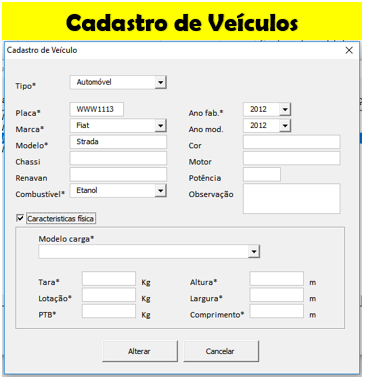 Cadastro de Veículos
Cadastro de Veículo
Tipo* Automóvel
Placa* WWW1113 Ano fab.* 2012
Marca* Fiat Ano mod. 2012
Modelo* Strada Cor
Chassi Motor
Renavan Potência
Combustível* Etanol Observação
Caracteristicas física
Modelo carga*
Tara* Kg Altura* m
Lotação* Kg Largura* m
PTB* Kg Comprimento* m
Alterar Cancelar